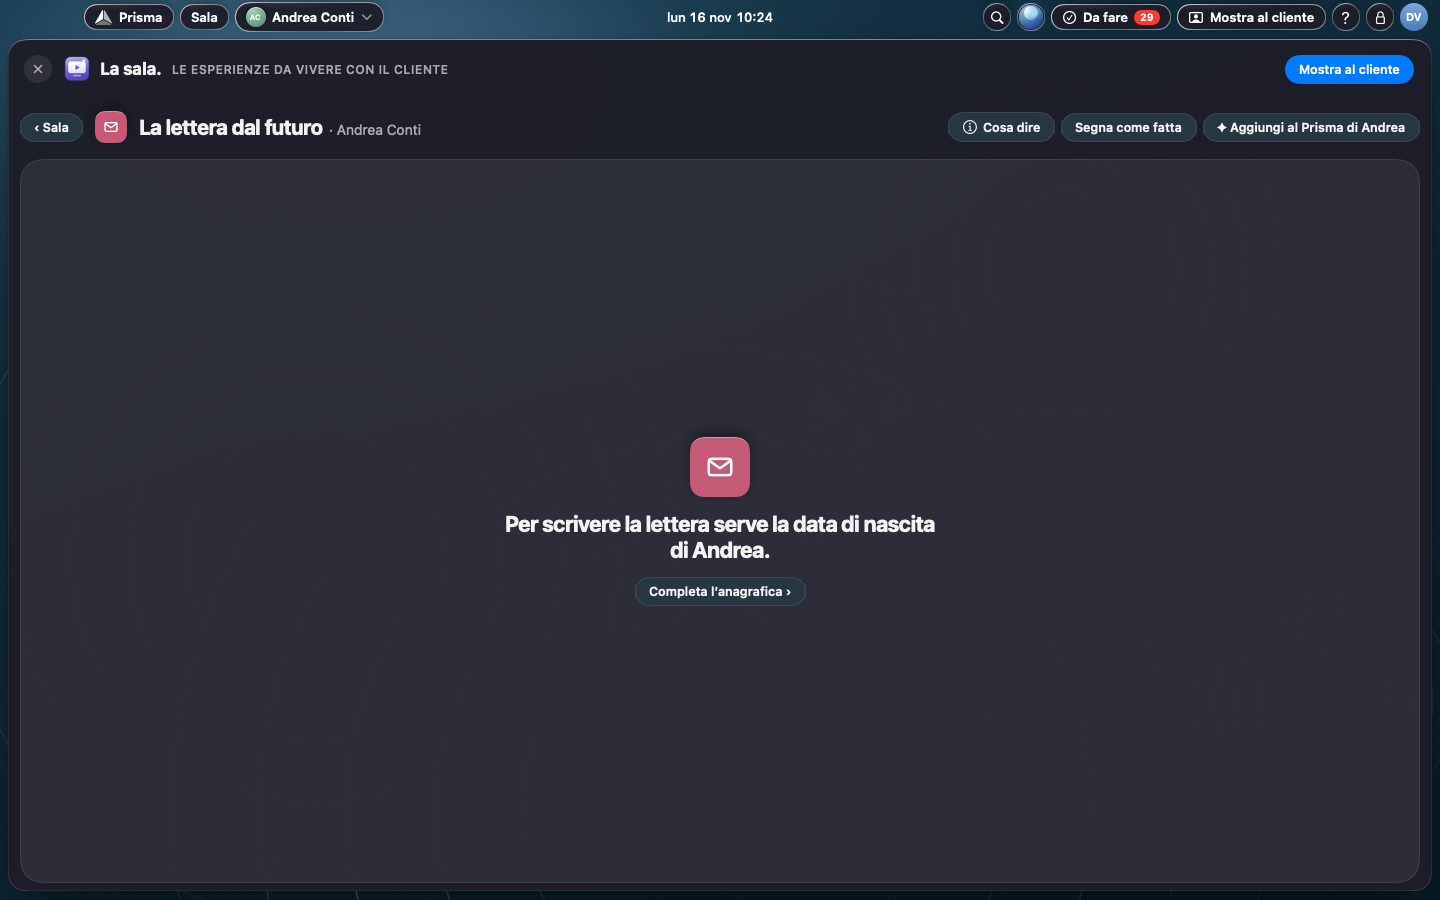 Prisma
Sala
AC Andrea Conti
lun 16 nov 10:24
Da fare 29
Mostra al cliente
?
DV
La sala. LE ESPERIENZE DA VIVERE CON IL CLIENTE
Mostra al cliente
‹ Sala
La lettera dal futuro · Andrea Conti
Cosa dire
Segna come fatta
✦ Aggiungi al Prisma di Andrea
Per scrivere la lettera serve la data di nascita
di Andrea.
Completa l’anagrafica ›